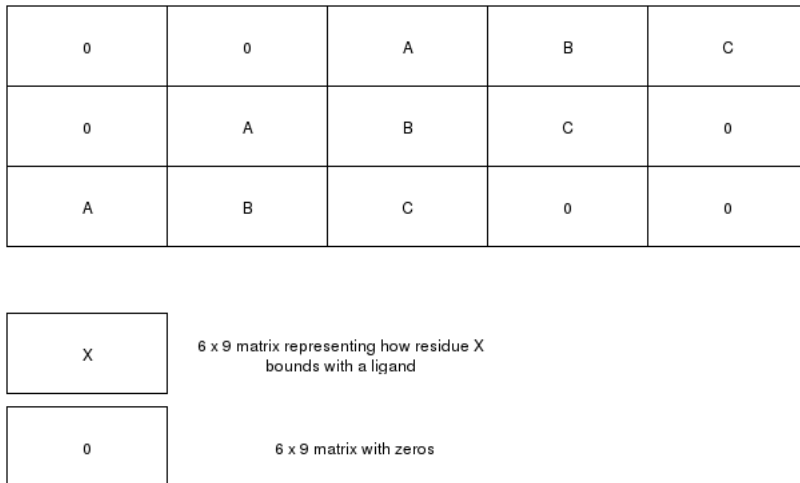 0 0 A B C
0 A B C 0
A B C 0 0
X
6 x 9 matrix representing how residue X
bounds with a ligand
0
6 x 9 matrix with zeros